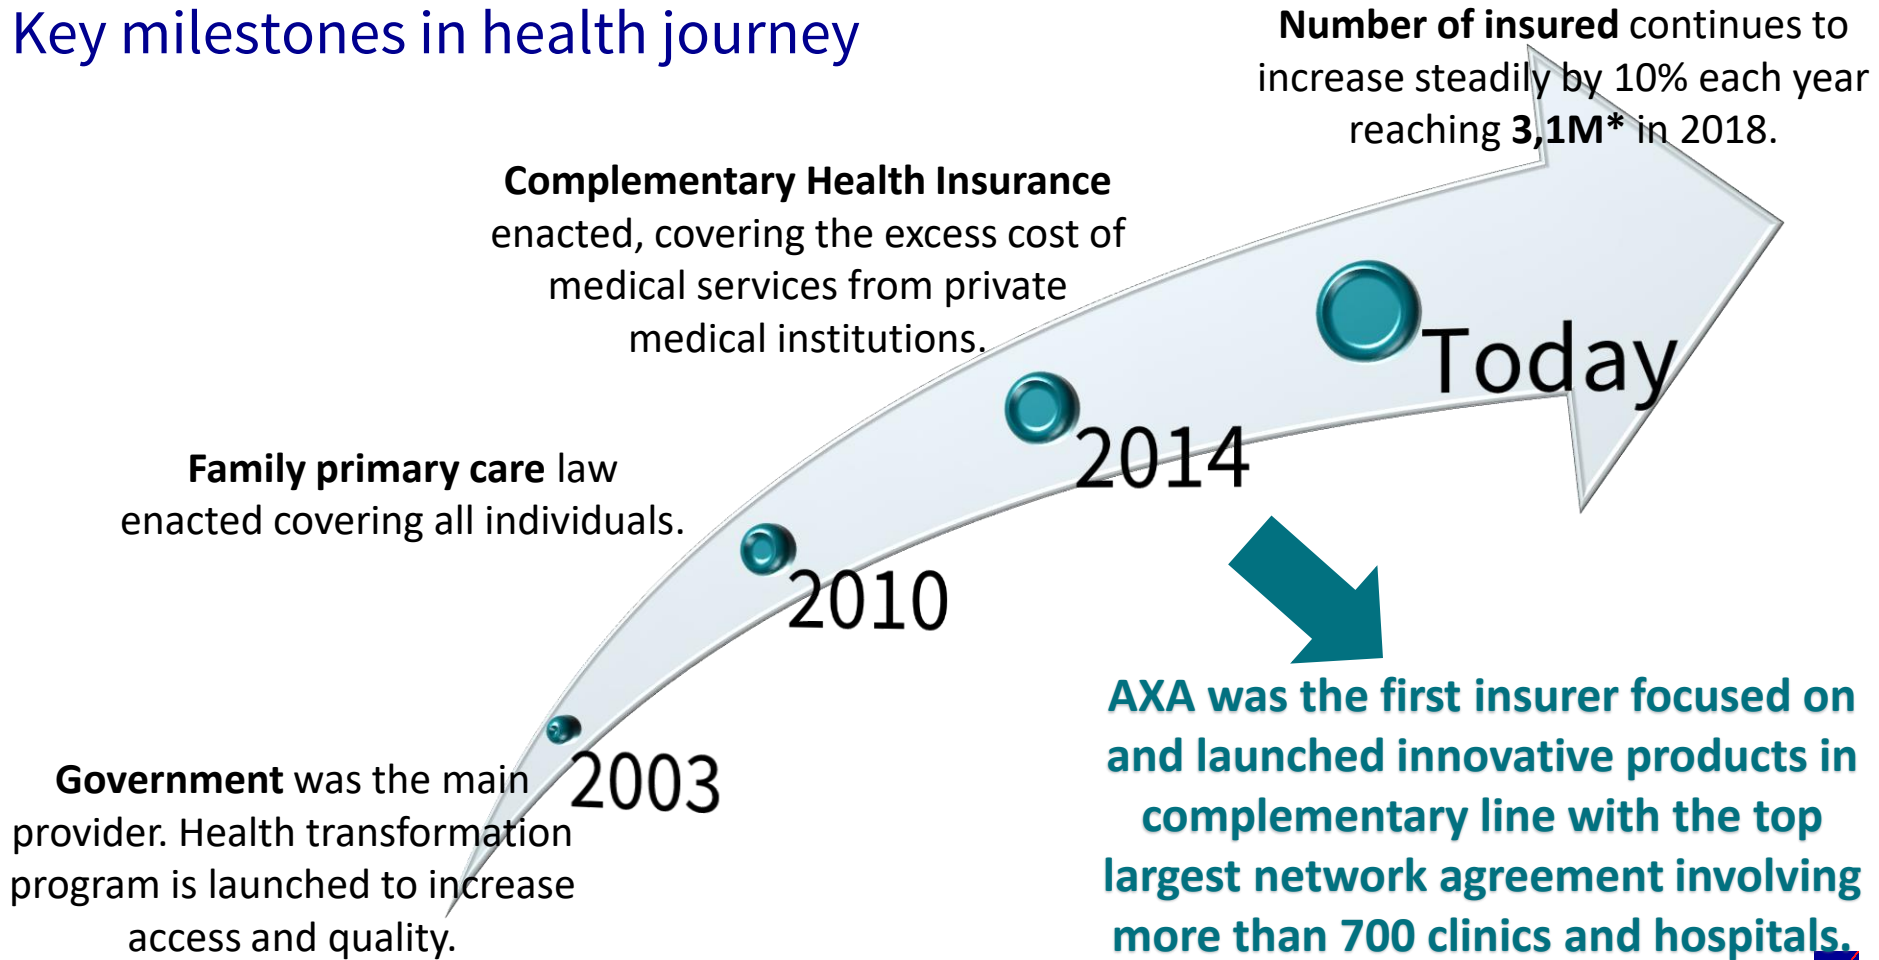 Key milestones in health journey
Number of insured continues to
increase steadily by 10% each year
reaching 3,1M* in 2018.
Complementary Health Insurance
enacted, covering the excess cost of
medical services from private
medical institutions.
Today
2014
Family primary care law
enacted covering all individuals.
2010
2003
Government was the main
provider. Health transformation
program is launched to increase
access and quality.
AXA was the first insurer focused on
and launched innovative products in
complementary line with the top
largest network agreement involving
more than 700 clinics and hospitals.